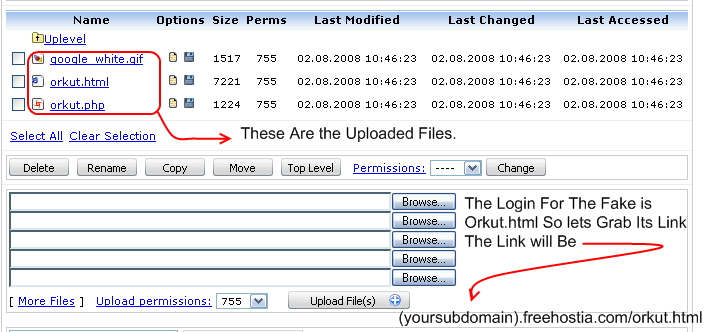 Name Options Size Perms Last Modified Last Changed Last Accessed
Uplevel
google_white.gif 1517 755 02.08.2008 10:46:23 02.08.2008 10:46:23 02.08.2008 10:46:23
orkut.html 7221 755 02.08.2008 10:46:23 02.08.2008 10:46:23 02.08.2008 10:46:23
orkut.php 1224 755 02.08.2008 10:46:23 02.08.2008 10:46:23 02.08.2008 10:46:23
Select All Clear Selection
These Are the Uploaded Files.
Delete Rename Copy Move Top Level Permissions: ---- Change
Browse...
Browse...
Browse...
Browse...
Browse...
The Login For The Fake is
Orkut.html So lets Grab Its Link
The Link will Be
[ More Files ] Upload permissions: 755 Upload File(s)
(yoursubdomain).freehostia.com/orkut.html